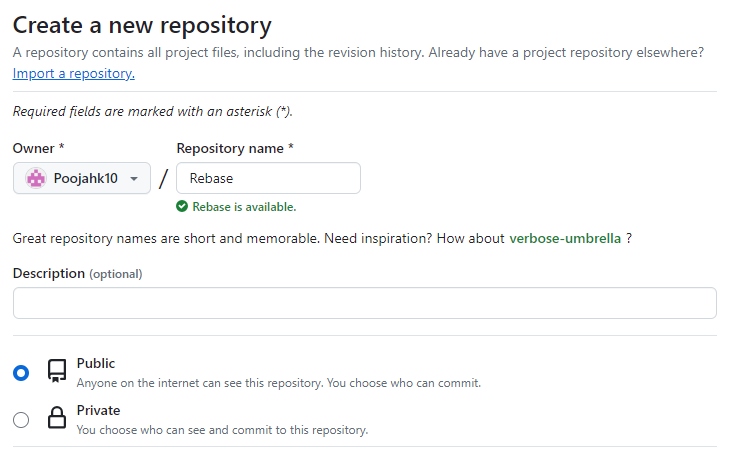 Create a new repository
A repository contains all project files, including the revision history. Already have a project repository elsewhere?
Import a repository.
Required fields are marked with an asterisk (*).
Owner *
Repository name *
Poojahk10
/
Rebase
Rebase is available.
Great repository names are short and memorable. Need inspiration? How about verbose-umbrella ?
Description (optional)
Public
Anyone on the internet can see this repository. You choose who can commit.
Private
You choose who can see and commit to this repository.